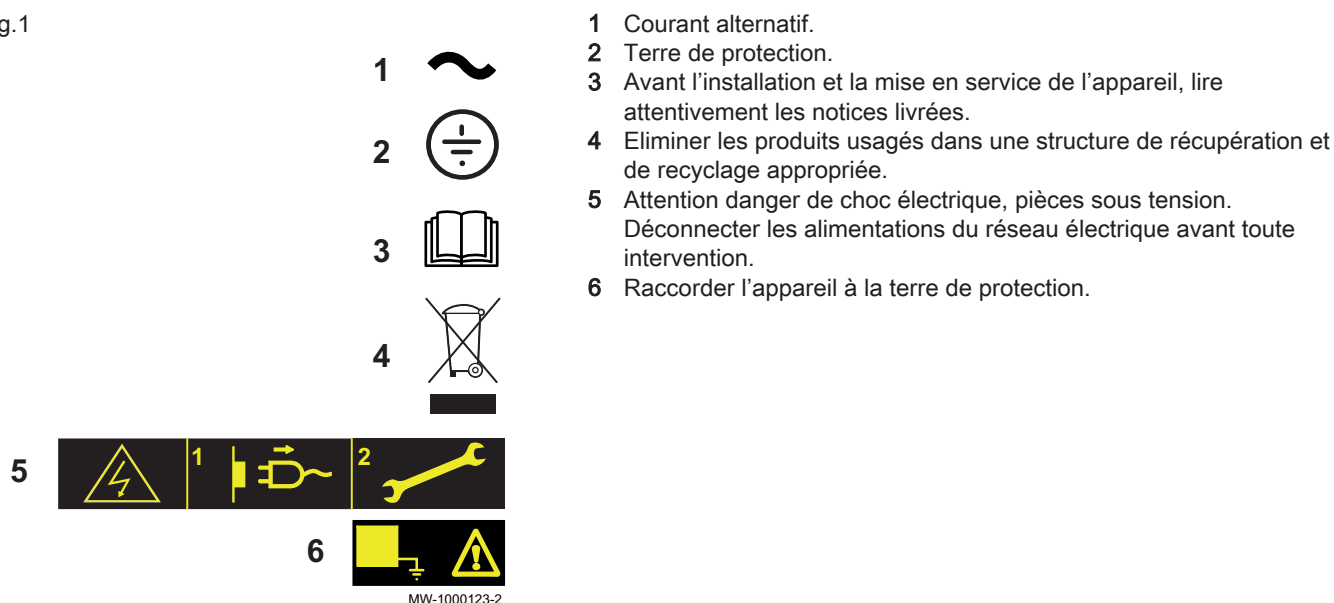 g.1
1
2
3
4
5
1
2
6
MW-1000123-2
1 Courant alternatif.
2 Terre de protection.
3 Avant l’installation et la mise en service de l’appareil, lire
attentivement les notices livrées.
4 Eliminer les produits usagés dans une structure de récupération et
de recyclage appropriée.
5 Attention danger de choc électrique, pièces sous tension.
Déconnecter les alimentations du réseau électrique avant toute
intervention.
6 Raccorder l’appareil à la terre de protection.